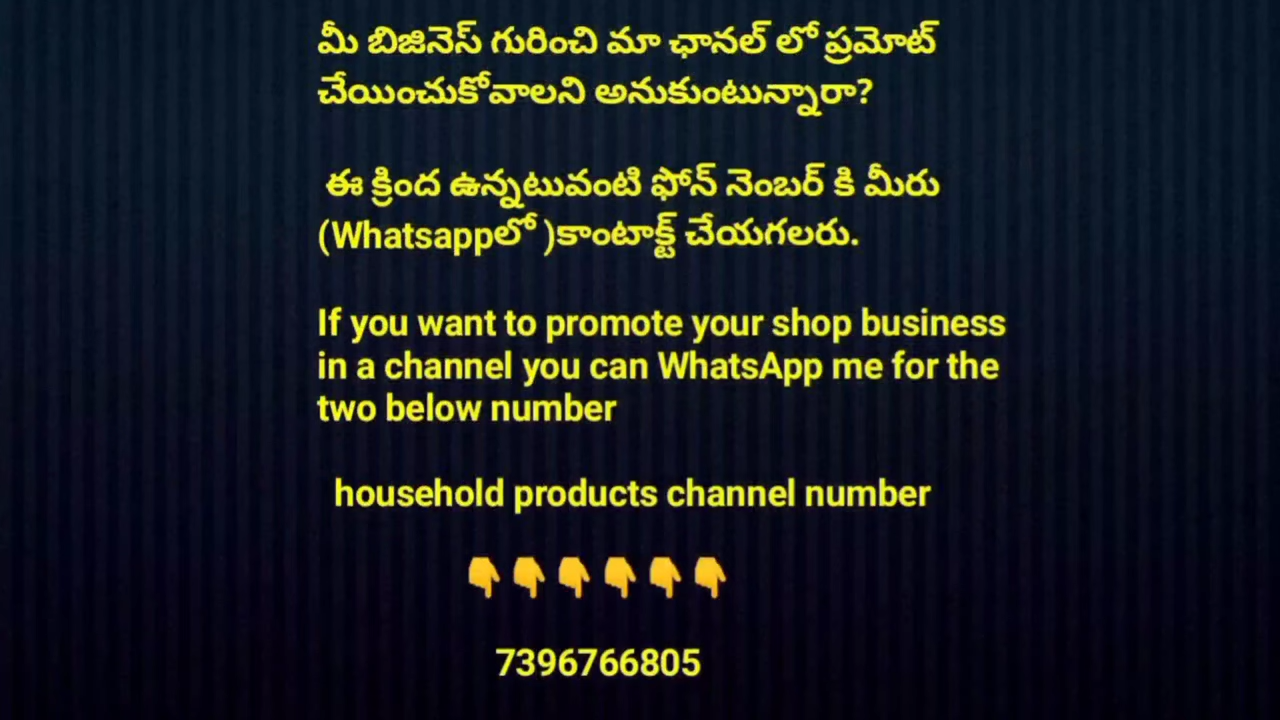 మీ బిజినెస్ గురించి మా ఛానల్ లో ప్రమోట్
చేయించుకోవాలని అనుకుంటున్నారా?
ఈ క్రింద ఉన్నటువంటి ఫోన్ నెంబర్ కి మీరు
(Whatsappలో )కాంటాక్ట్ చేయగలరు.
If you want to promote your shop business
in a channel you can WhatsApp me for the
two below number
household products channel number
👇👇👇👇👇👇
7396766805